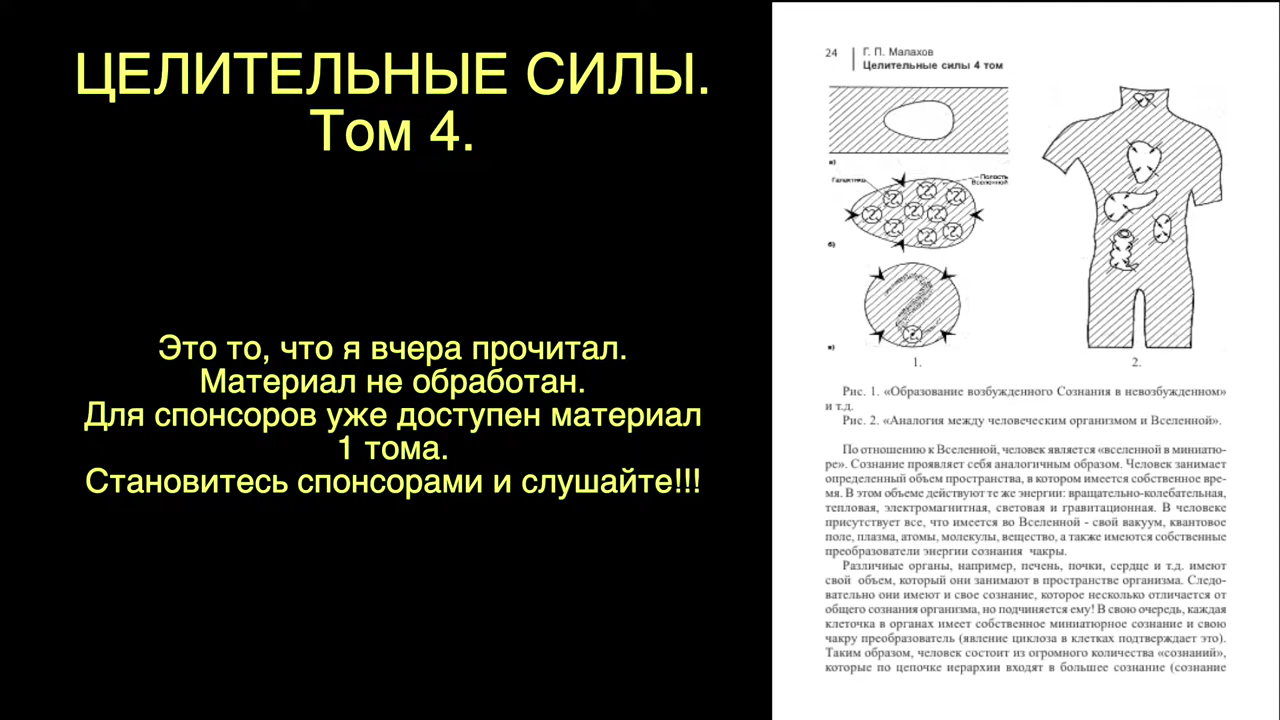 ЦЕЛИТЕЛЬНЫЕ СИЛЫ.
Том 4.
Это то, что я вчера прочитал.
Материал не обработан.
Для спонсоров уже доступен материал
1 тома.
Становитесь спонсорами и слушайте!!!
24
Г. П. Малахов
Целительные силы 4 том
а)
Галактика
Полость
Вселенной
б)
в)
1.
2.
Рис. 1. «Образование возбужденного Сознания в невозбужденном»
и т.д.
Рис. 2. «Аналогия между человеческим организмом и Вселенной».
По отношению к Вселенной, человек является «вселенной в миниатю-
ре». Сознание проявляет себя аналогичным образом. Человек занимает
определенный объем пространства, в котором имеется собственное вре-
мя. В этом объеме действуют те же энергии: вращательно-колебательная,
тепловая, электромагнитная, световая и гравитационная. В человеке
присутствует все, что имеется во Вселенной - свой вакуум, квантовое
поле, плазма, атомы, молекулы, вещество, а также имеются собственные
преобразователи энергии сознания чакры.
Различные органы, например, печень, почки, сердце и т.д. имеют
свой объем, который они занимают в пространстве организма. Следо-
вательно они имеют и свое сознание, которое несколько отличается от
общего сознания организма, но подчиняется ему! В свою очередь, каждая
клеточка в органах имеет собственное миниатюрное сознание и свою
чакру преобразователь (явление циклоза в клетках подтверждает это).
Таким образом, человек состоит из огромного количества «сознаний»,
которые по цепочке иерархии входят в большее сознание (сознание